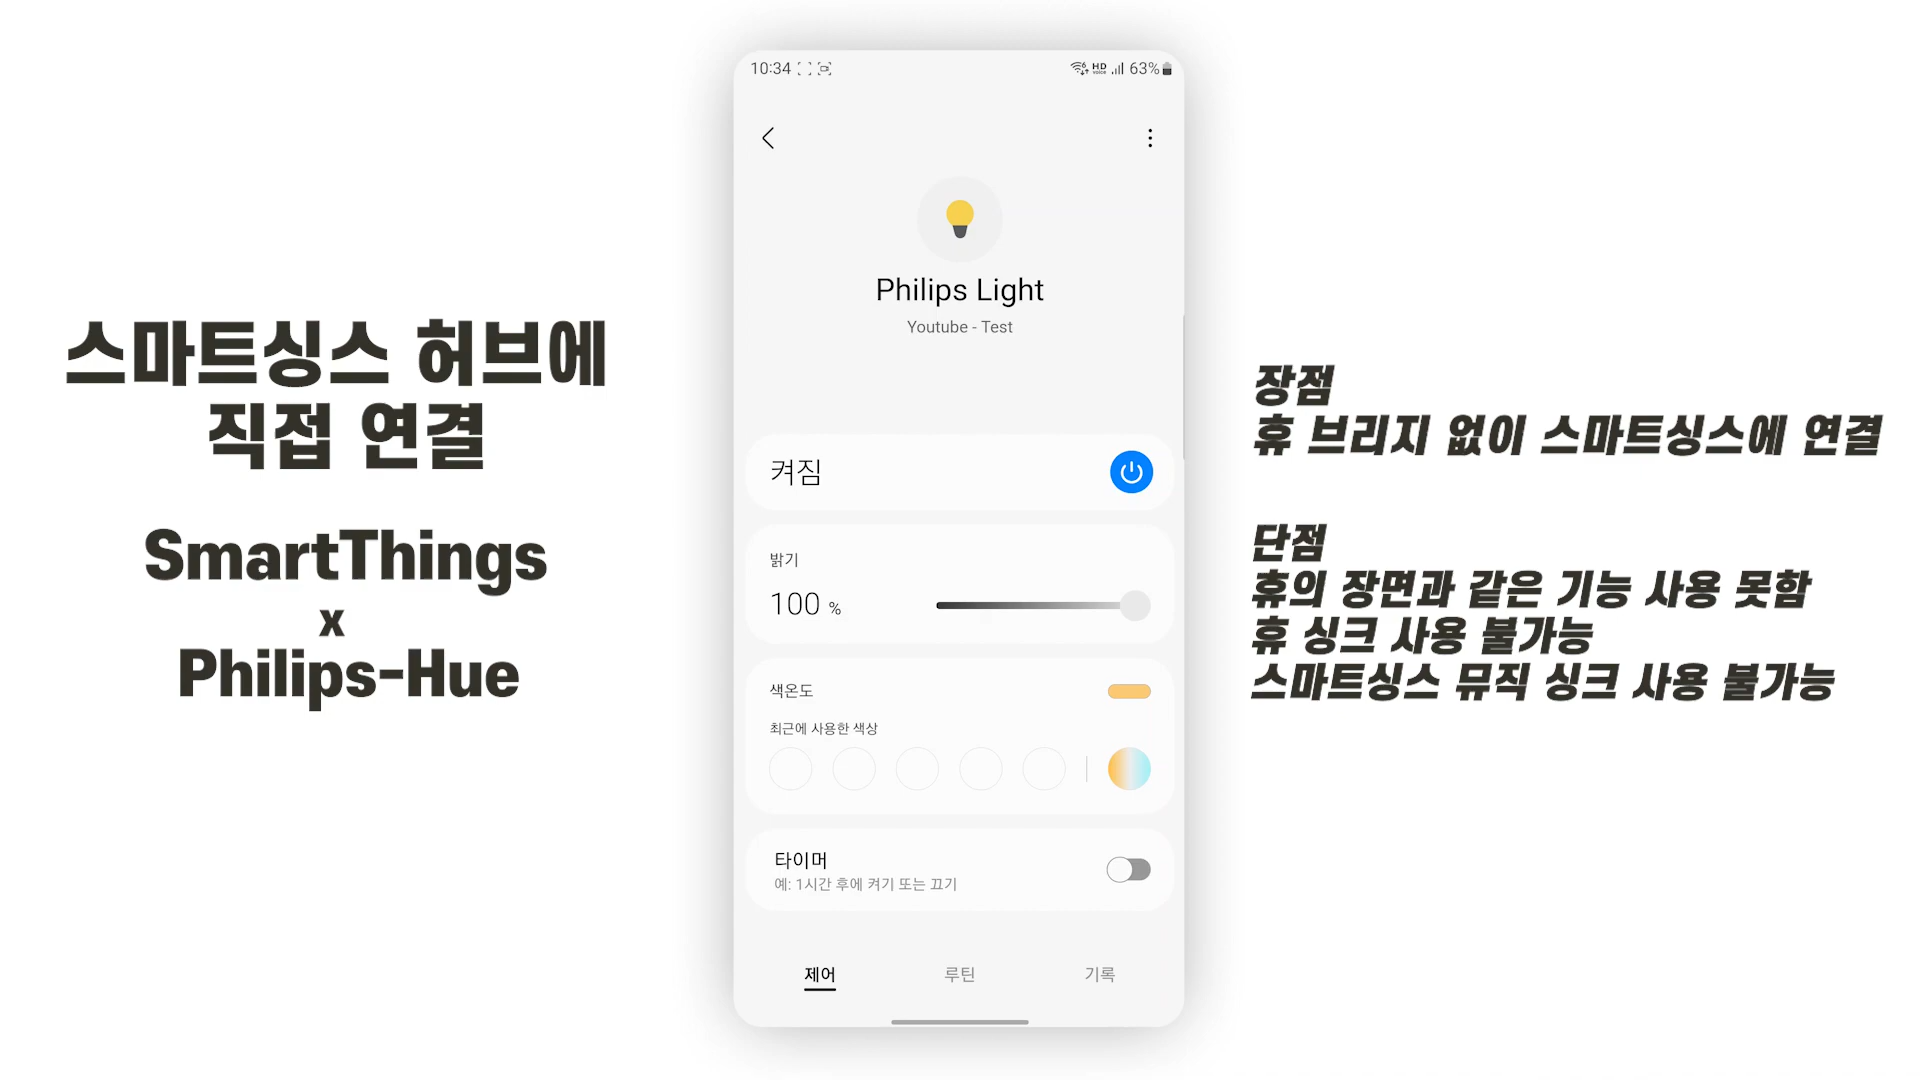 스마트싱스 허브에
직접 연결
SmartThings
x
Philips-Hue
10:34
HD voice 63%
Philips Light
Youtube - Test
켜짐
밝기
100 %
색온도
최근에 사용한 색상
타이머
예: 1시간 후에 켜기 또는 끄기
제어 루틴 기록
장점
휴 브리지 없이 스마트싱스에 연결
단점
휴의 장면과 같은 기능 사용 못함
휴 싱크 사용 불가능
스마트싱스 뮤직 싱크 사용 불가능